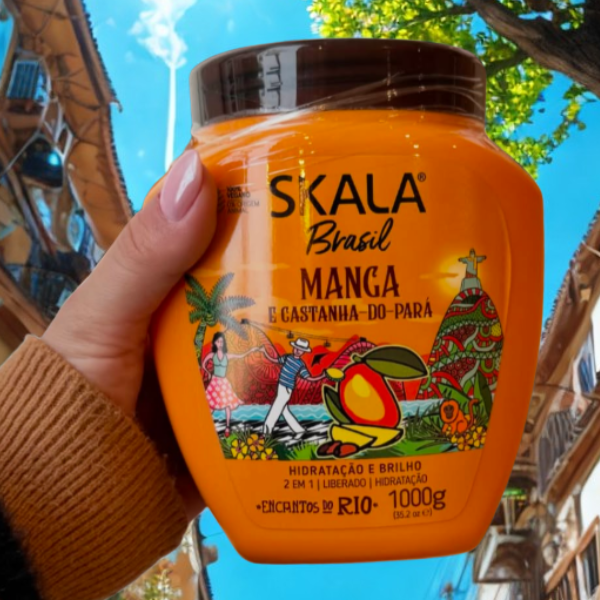 SKALA®
Brasil
MANGA
E CASTANHA-DO-PARÁ
HIDRATAÇÃO E BRILHO
2 EM 1 | LIBERADO | HIDRATAÇÃO
•ENCANTOS DO RIO•
1000g